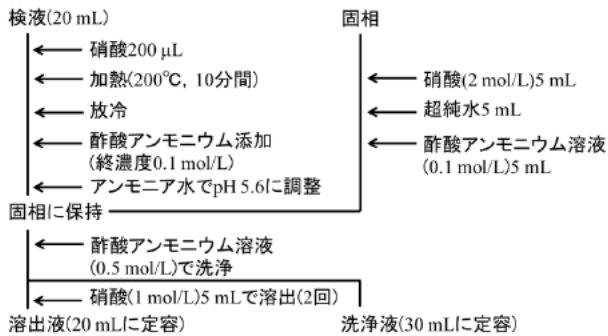 検液(20 mL)
硝酸200 μL
加熱(200℃, 10分間)
放冷
酢酸アンモニウム添加
(終濃度0.1 mol/L)
アンモニア水でpH 5.6に調整
固相
硝酸(2 mol/L)5 mL
超純水5 mL
酢酸アンモニウム溶液
(0.1 mol/L)5 mL
固相に保持
酢酸アンモニウム溶液
(0.5 mol/L)で洗浄
硝酸(1 mol/L)5 mLで溶出(2回)
溶出液(20 mLに定容)
洗浄液(30 mLに定容)